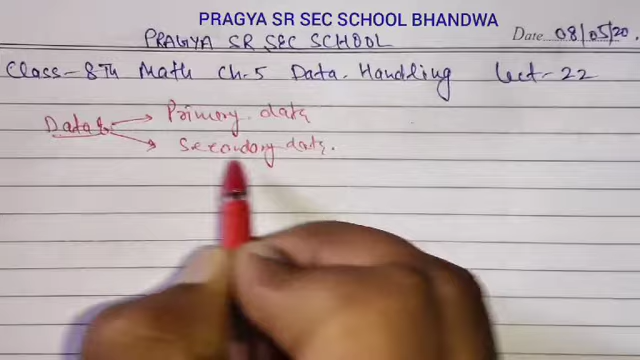 PRAGYA SR SEC SCHOOL BHANDWA
PRAGYA SR SEC SCHOOL
Date 08/05/20
Class-8Th Math Ch-5 Data Handling Lect-22
Data Primary data
Secondary data.